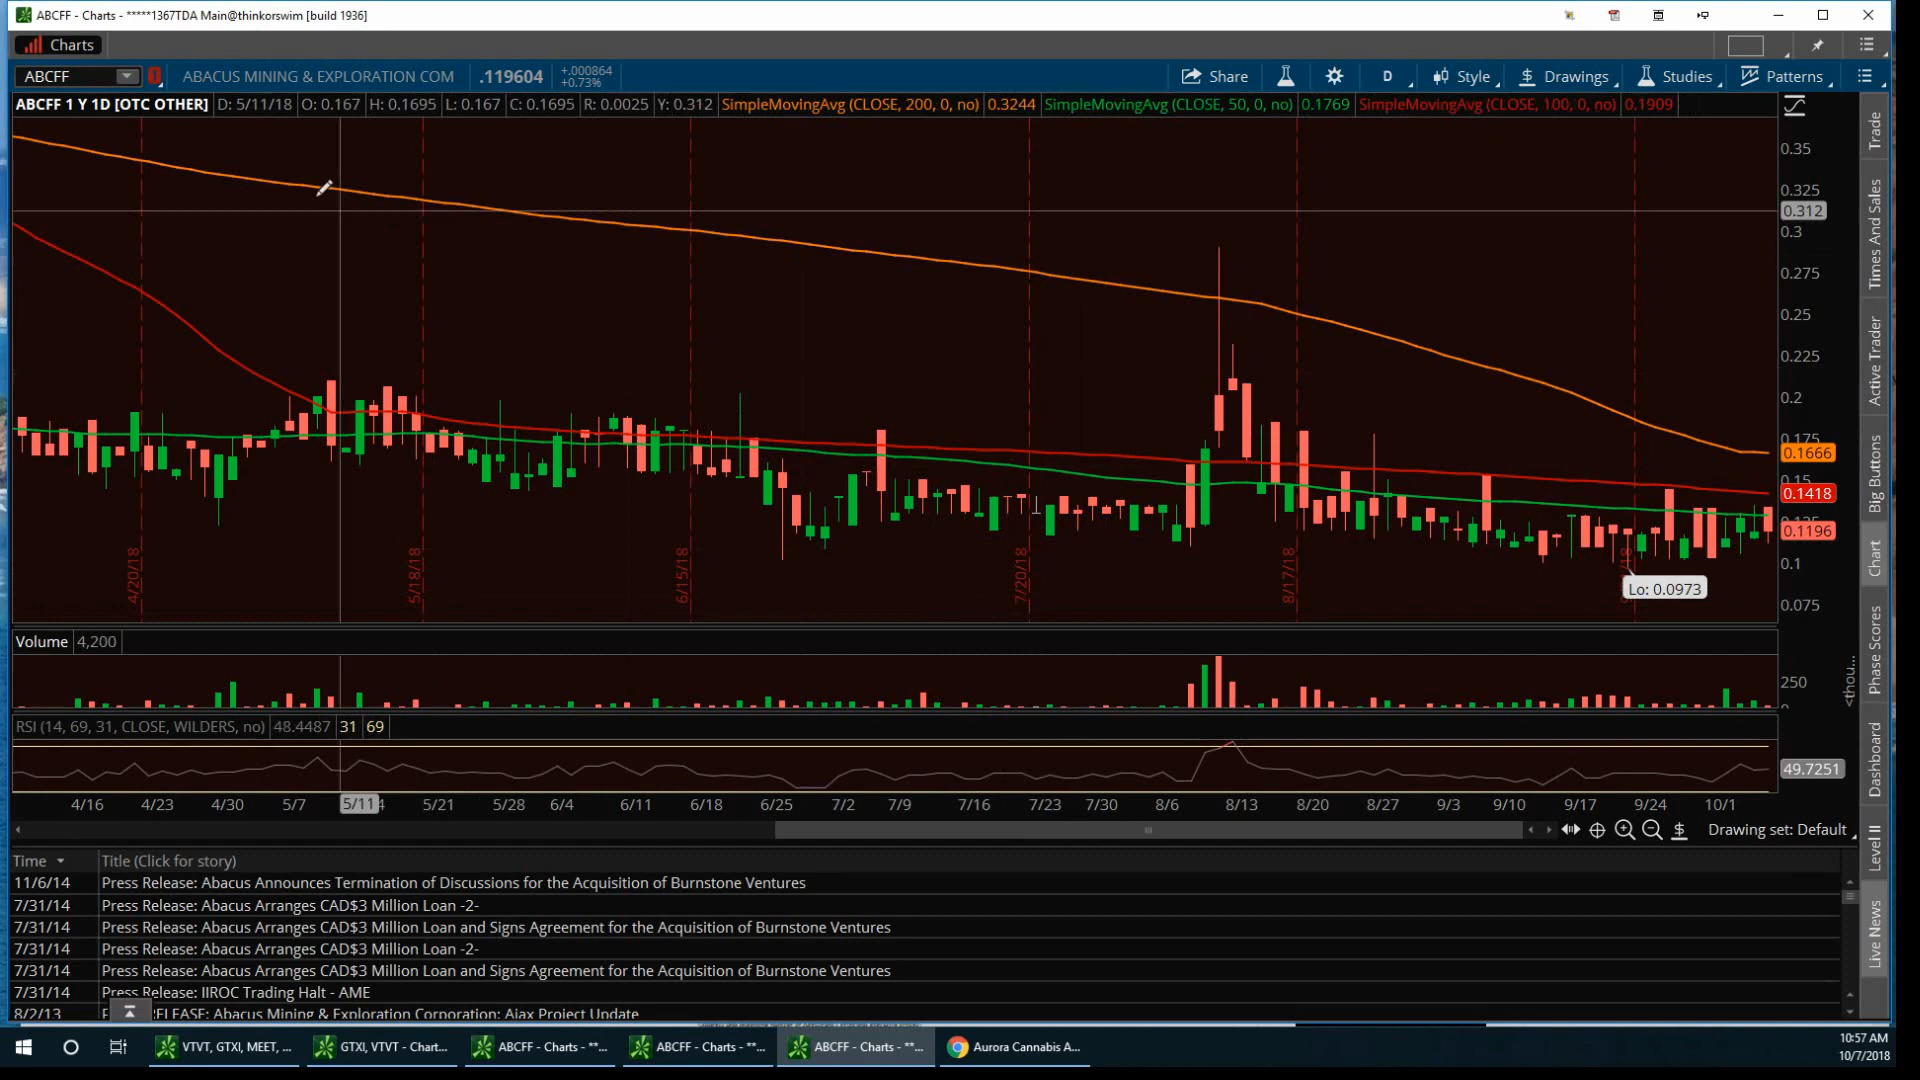 ABCFF - Charts - *****1367TDA Main@thinkorswim [build 1936]
Charts
ABCFF ABACUS MINING & EXPLORATION COM .119604 +.000864 +0.73% Share D Style Drawings Studies Patterns
ABCFF 1 Y 1D [OTC OTHER] D: 5/11/18 O: 0.167 H: 0.1695 L: 0.167 C: 0.1695 R: 0.0025 Y: 0.312 SimpleMovingAvg (CLOSE, 200, 0, no) 0.3244 SimpleMovingAvg (CLOSE, 50, 0, no) 0.1769 SimpleMovingAvg (CLOSE, 100, 0, no) 0.1909
0.35
0.325
0.312
0.3
0.275
0.25
0.225
0.2
0.175
0.1666
0.15
0.1418
0.125
0.1196
0.1
0.075
4/20/18 5/18/18 6/15/18 7/20/18 8/17/18
Lo: 0.0973
Volume 4,200
250
0
<thou...
RSI (14, 69, 31, CLOSE, WILDERS, no) 48.4487 31 69
49.7251
4/16 4/23 4/30 5/7 5/11 5/21 5/28 6/4 6/11 6/18 6/25 7/2 7/9 7/16 7/23 7/30 8/6 8/13 8/20 8/27 9/3 9/10 9/17 9/24 10/1
Drawing set: Default
Time Title (Click for story)
11/6/14 Press Release: Abacus Announces Termination of Discussions for the Acquisition of Burnstone Ventures
7/31/14 Press Release: Abacus Arranges CAD$3 Million Loan -2-
7/31/14 Press Release: Abacus Arranges CAD$3 Million Loan and Signs Agreement for the Acquisition of Burnstone Ventures
7/31/14 Press Release: Abacus Arranges CAD$3 Million Loan -2-
7/31/14 Press Release: Abacus Arranges CAD$3 Million Loan and Signs Agreement for the Acquisition of Burnstone Ventures
7/31/14 Press Release: IIROC Trading Halt - AME
8/2/13 ELEASE: Abacus Mining & Exploration Corporation: Ajax Project Update
Trade
Times And Sales
Active Trader
Big Buttons
Chart
Phase Scores
Dashboard
Level II
Live News
VTVT, GTXI, MEET, ... GTXI, VTVT - Chart... ABCFF - Charts - **... ABCFF - Charts - **... ABCFF - Charts - **... Aurora Cannabis A...
10:57 AM
10/7/2018